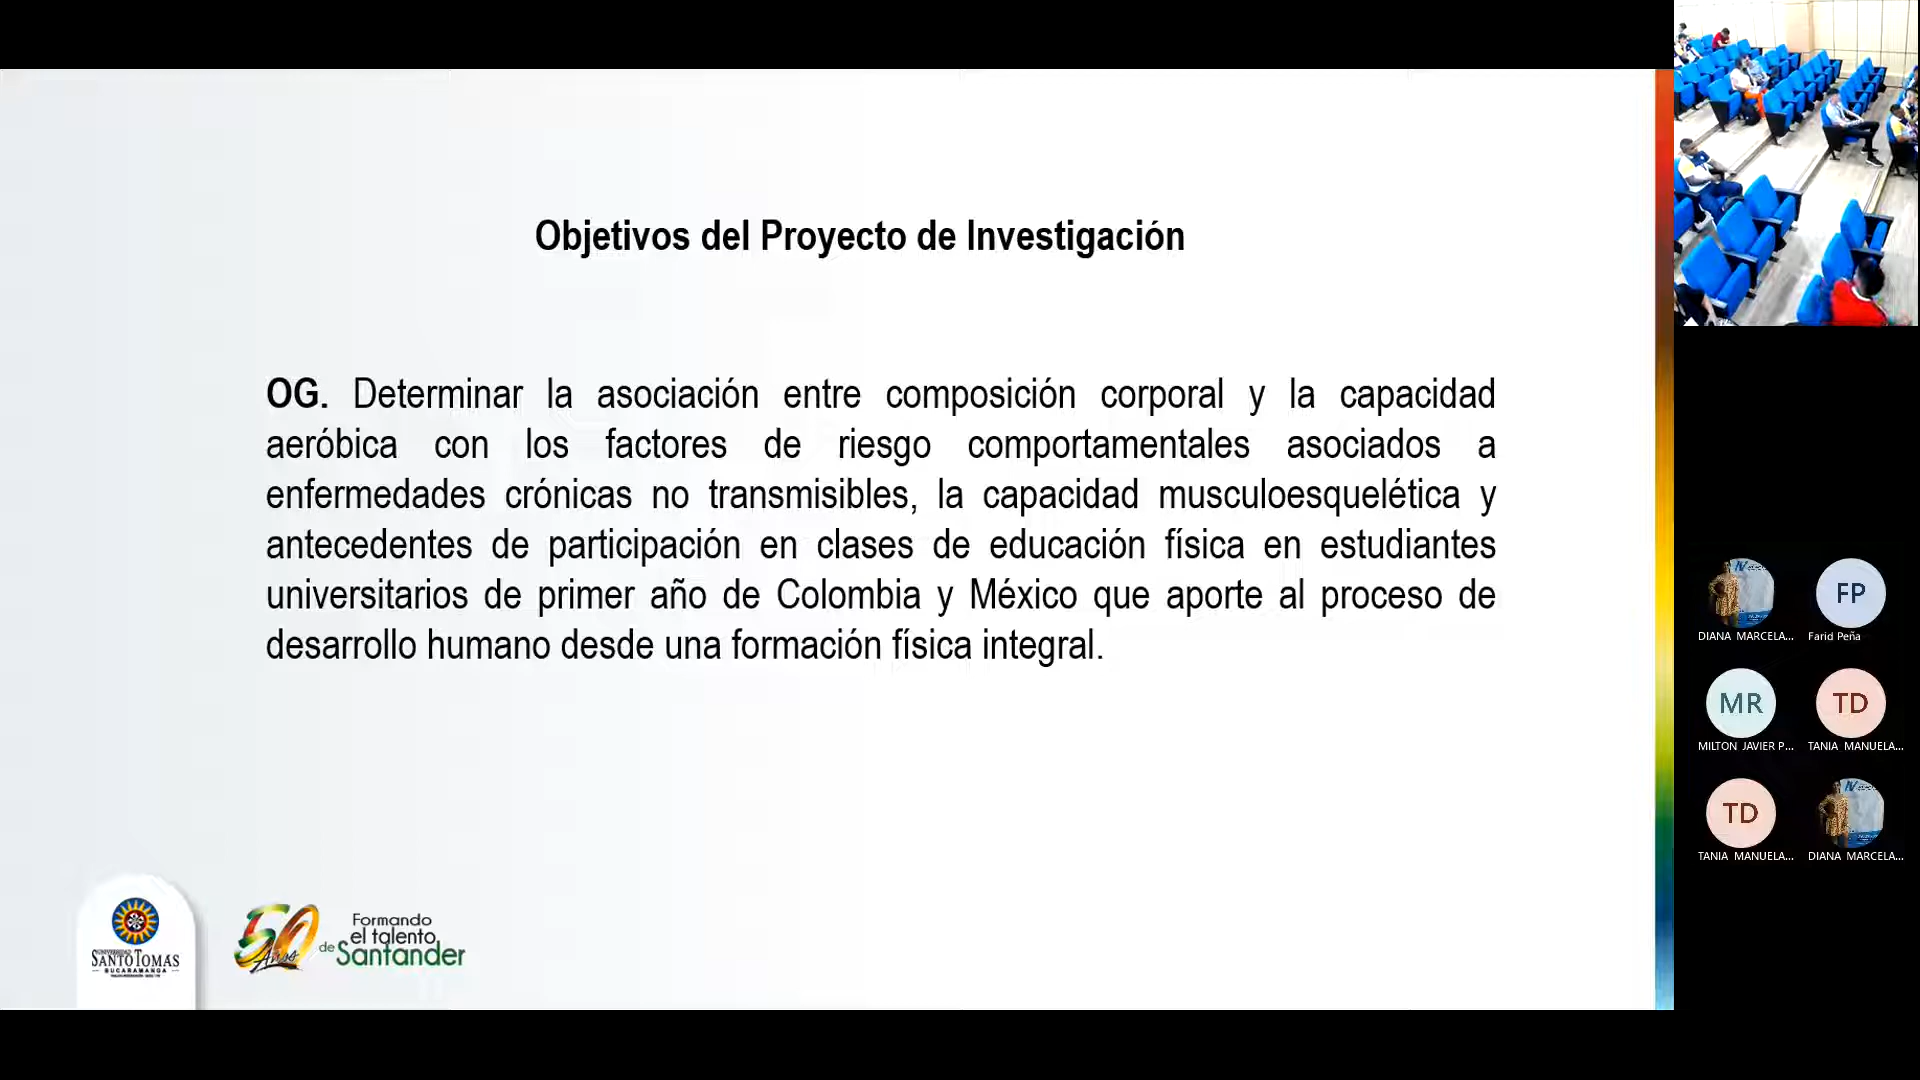 Objetivos del Proyecto de Investigación
OG. Determinar la asociación entre composición corporal y la capacidad
aeróbica con los factores de riesgo comportamentales asociados a
enfermedades crónicas no transmisibles, la capacidad musculoesquelética y
antecedentes de participación en clases de educación física en estudiantes
universitarios de primer año de Colombia y México que aporte al proceso de
desarrollo humano desde una formación física integral.
UNIVERSIDAD
SANTO TOMAS
BUCARAMANGA
50 Años
Formando
el talento
de Santander
FP
DIANA MARCELA...
Farid Peña
MR
TD
MILTON JAVIER P...
TANIA MANUELA...
TD
TANIA MANUELA...
DIANA MARCELA...